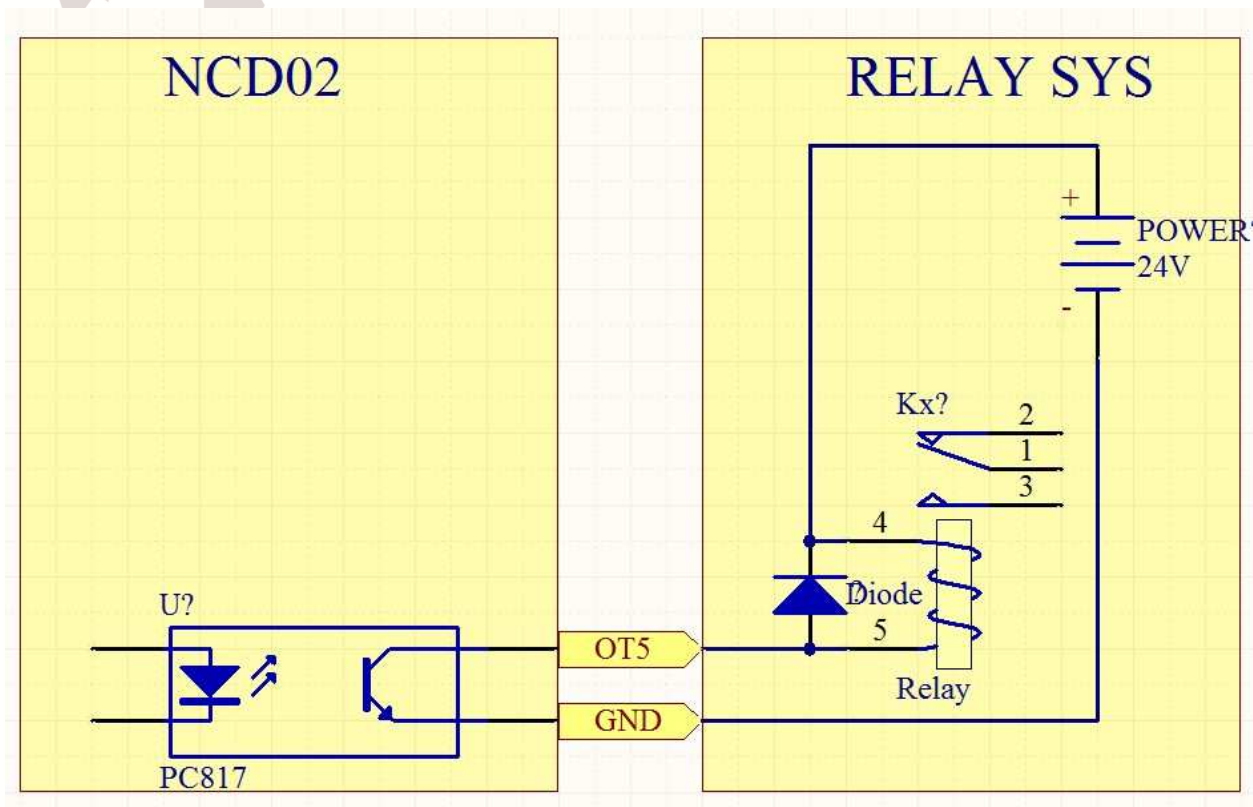 NCD02
RELAY SYS
+
POWER?
24V
-
Kx?
2
1
3
4
Diode
?
5
Relay
U?
PC817
OT5
GND